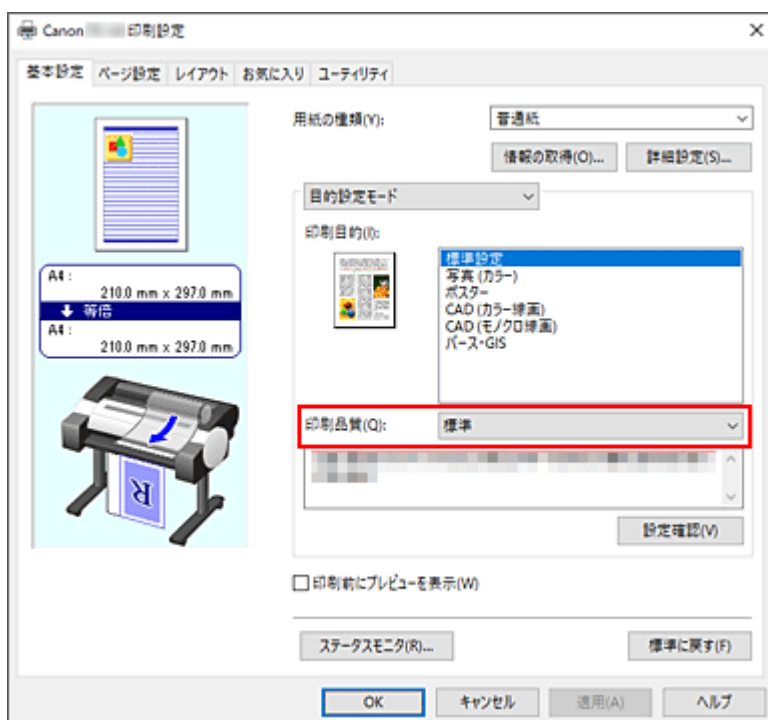 Canon 印刷設定
基本設定 ページ設定 レイアウト お気に入り ユーティリティ
用紙の種類(Y): 普通紙
情報の取得(O)... 詳細設定(S)...
目的設定モード
印刷目的(I):
標準設定
写真 (カラー)
ポスター
CAD (カラー線画)
CAD (モノクロ線画)
パース・GIS
A4 :
210.0 mm x 297.0 mm
等倍
A4 :
210.0 mm x 297.0 mm
R
印刷品質(Q): 標準
設定確認(V)
印刷前にプレビューを表示(W)
ステータスモニタ(R)... 標準に戻す(F)
OK キャンセル 適用(A) ヘルプ